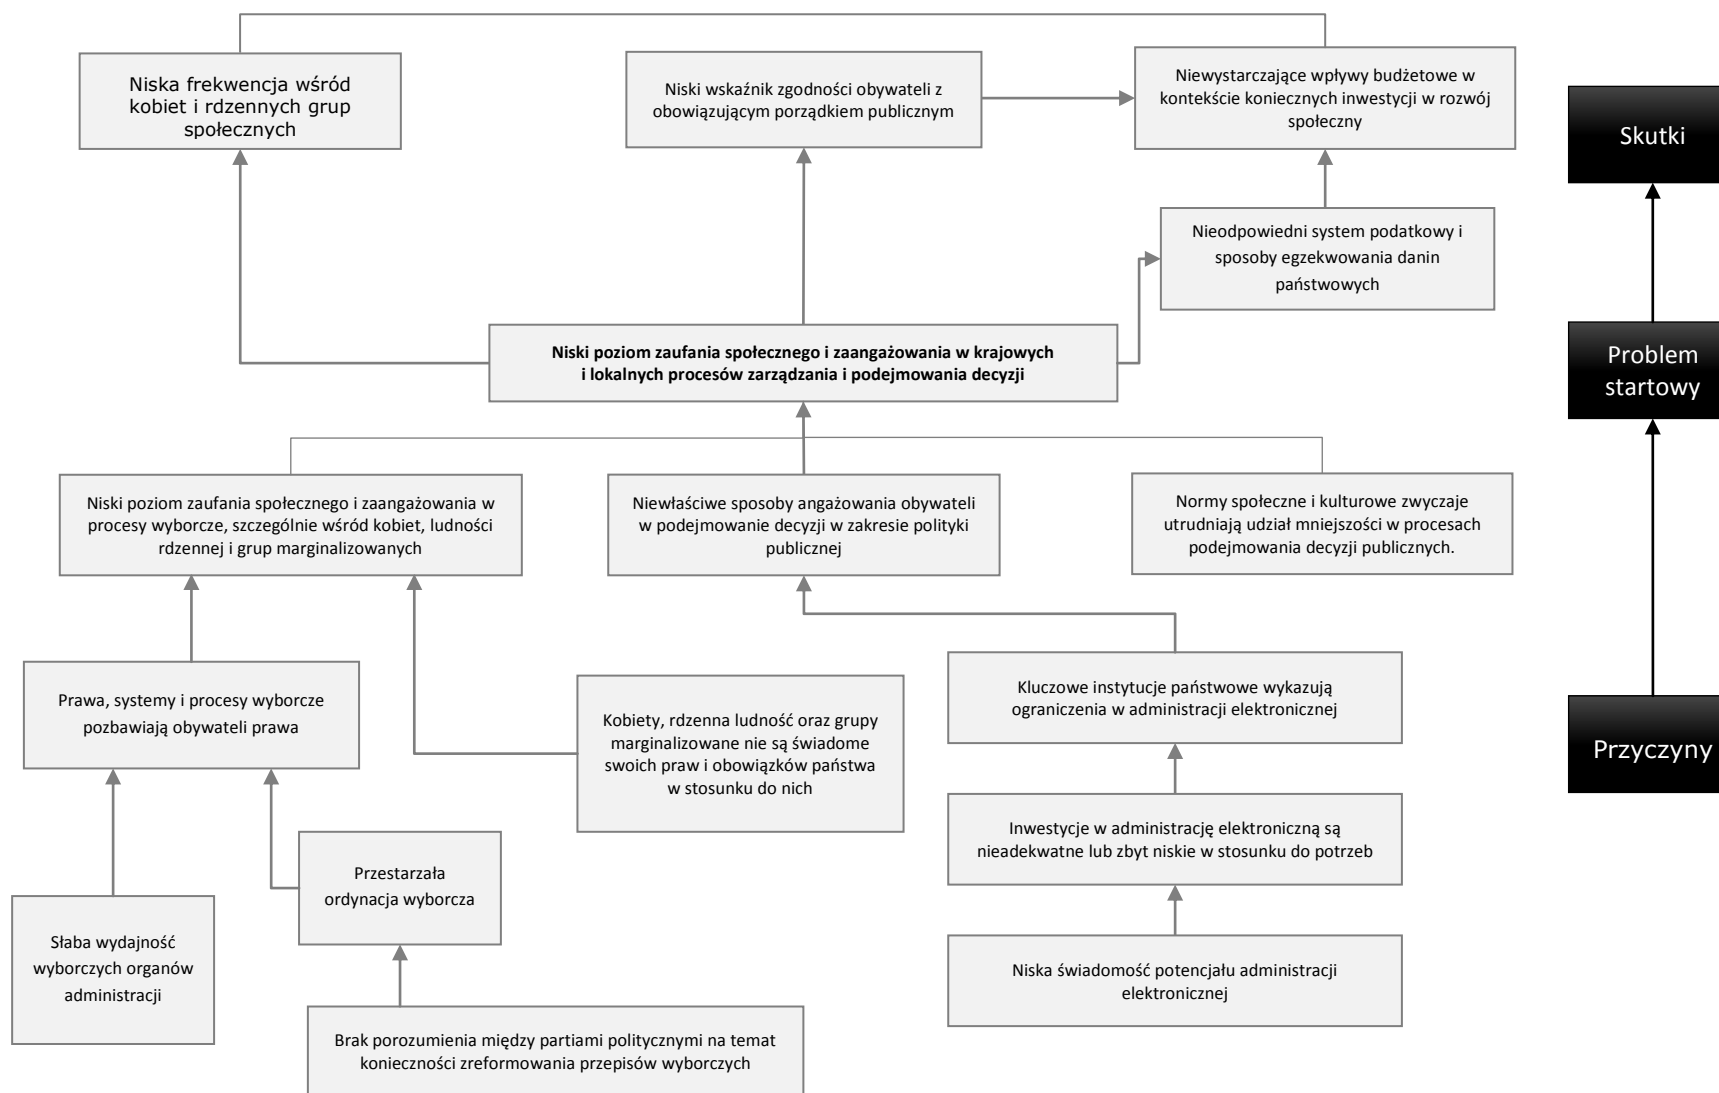 Niska frekwencja wśród
kobiet i rdzennych grup
społecznych
Niski wskaźnik zgodności obywateli z
obowiązującym porządkiem publicznym
Niewystarczające wpływy budżetowe w
kontekście koniecznych inwestycji w rozwój
społeczny
Skutki
Nieodpowiedni system podatkowy i
sposoby egzekwowania danin
państwowych
Niski poziom zaufania społecznego i zaangażowania w krajowych
i lokalnych procesów zarządzania i podejmowania decyzji
Problem
startowy
Niski poziom zaufania społecznego i zaangażowania w
procesy wyborcze, szczególnie wśród kobiet, ludności
rdzennej i grup marginalizowanych
Niewłaściwe sposoby angażowania obywateli
w podejmowanie decyzji w zakresie polityki
publicznej
Normy społeczne i kulturowe zwyczaje
utrudniają udział mniejszości w procesach
podejmowania decyzji publicznych.
Prawa, systemy i procesy wyborcze
pozbawiają obywateli prawa
Kobiety, rdzenna ludność oraz grupy
marginalizowane nie są świadome
swoich praw i obowiązków państwa
w stosunku do nich
Kluczowe instytucje państwowe wykazują
ograniczenia w administracji elektronicznej
Przyczyny
Inwestycje w administrację elektroniczną są
nieadekwatne lub zbyt niskie w stosunku do potrzeb
Przestarzała
ordynacja wyborcza
Słaba wydajność
wyborczych organów
administracji
Niska świadomość potencjału administracji
elektronicznej
Brak porozumienia między partiami politycznymi na temat
konieczności zreformowania przepisów wyborczych